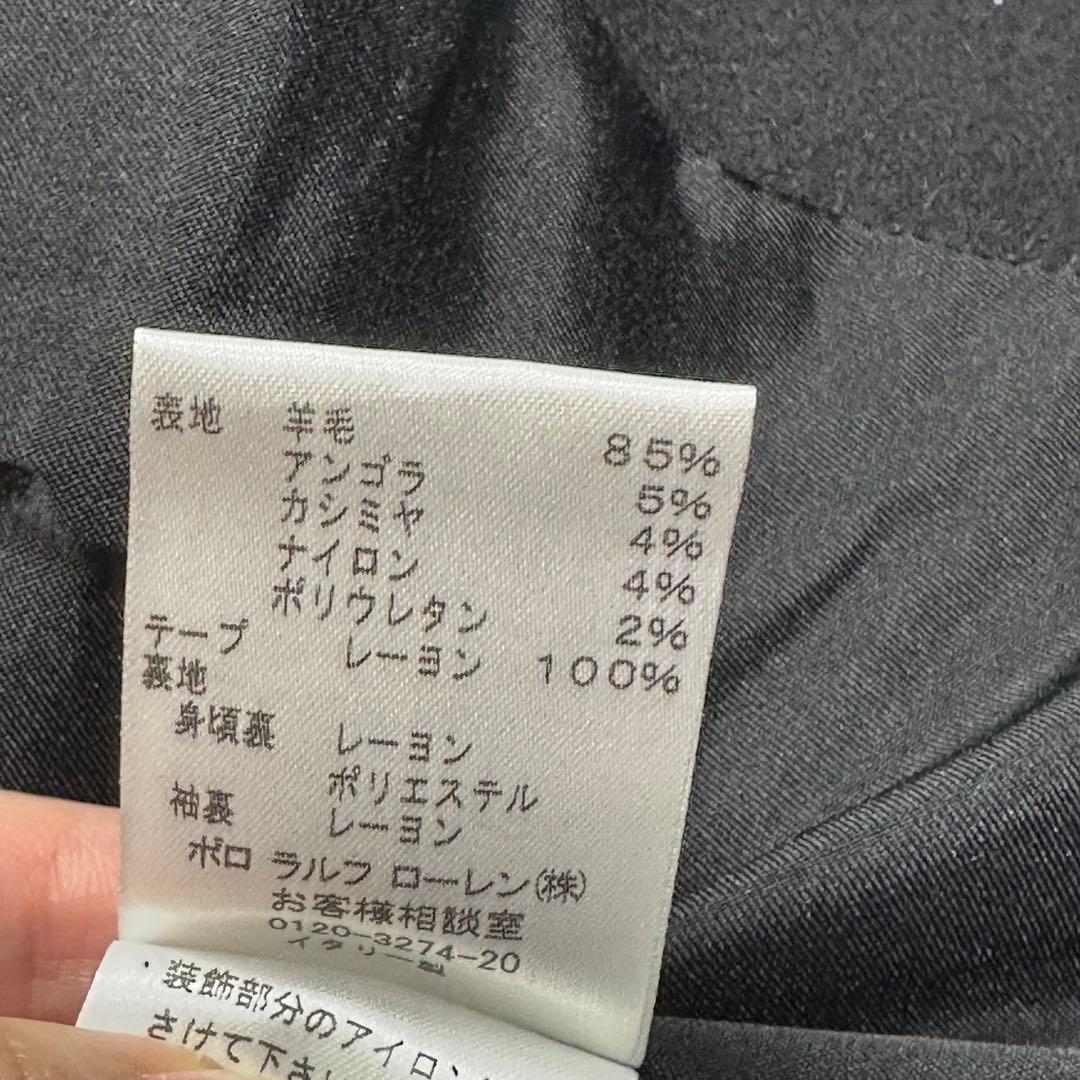 表地 羊毛 85%
アンゴラ 5%
カシミヤ 4%
ナイロン 4%
ポリウレタン 2%
テープ レーヨン 100%
裏地
身頃裏 レーヨン
ポリエステル
袖裏 レーヨン
ポロ ラルフ ローレン(株)
お客様相談室
0120-3274-20
イタリー製
・装飾部分のアイロン
さけて下さ